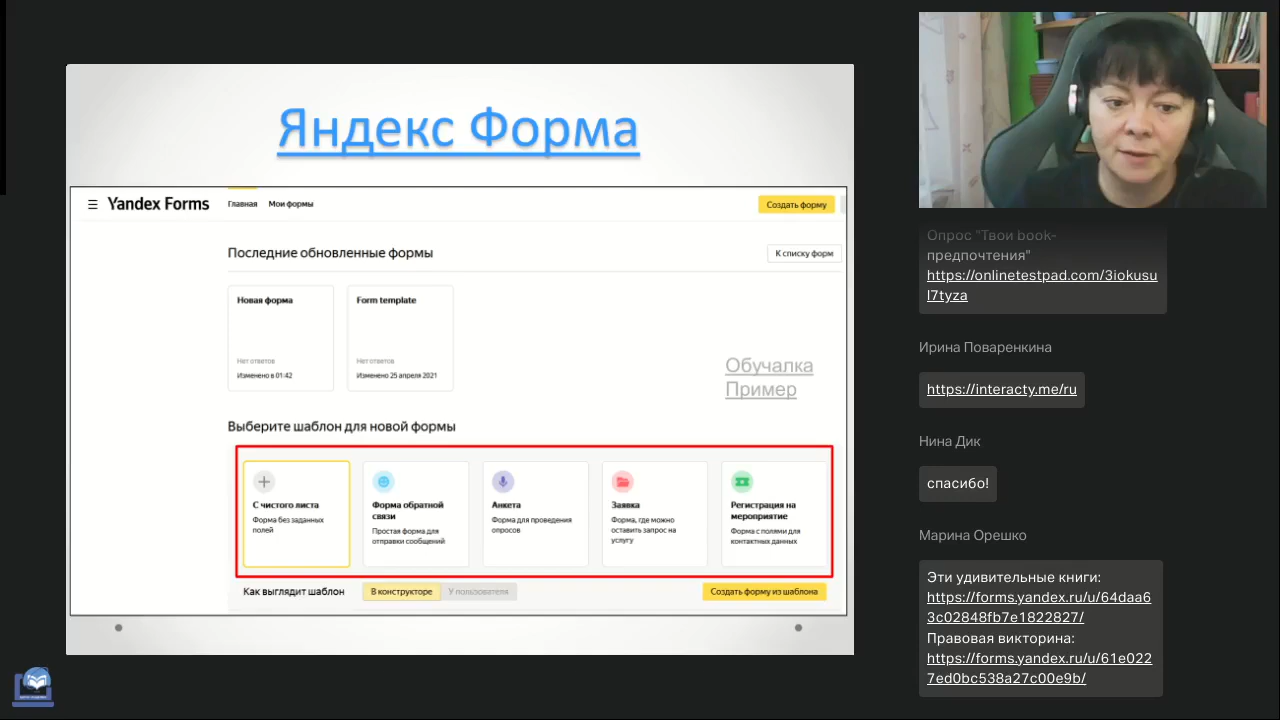 Яндекс Форма
Yandex Forms
Главная
Мои формы
Создать форму
Последние обновленные формы
К списку форм
Новая форма
Нет ответов
Изменено в 01:42
Form template
Нет ответов
Изменено 25 апреля 2021
Обучалка
Пример
Выберите шаблон для новой формы
С чистого листа
Форма без заданных
полей
Форма обратной
связи
Простая форма для
отправки сообщений
Анкета
Форма для проведения
опросов
Заявка
Форма, где можно
оставить запрос на
услугу
Регистрация на
мероприятие
Форма с полями для
контактных данных
Как выглядит шаблон
В конструкторе
У пользователя
Создать форму из шаблона
Опрос "Твои book-
предпочтения"
https://onlinetestpad.com/3iokusu
l7tyza
Ирина Поваренкина
https://interacty.me/ru
Нина Дик
спасибо!
Марина Орешко
Эти удивительные книги:
https://forms.yandex.ru/u/64daa6
3c02848fb7e1822827/
Правовая викторина:
https://forms.yandex.ru/u/61e022
7ed0bc538a27c00e9b/